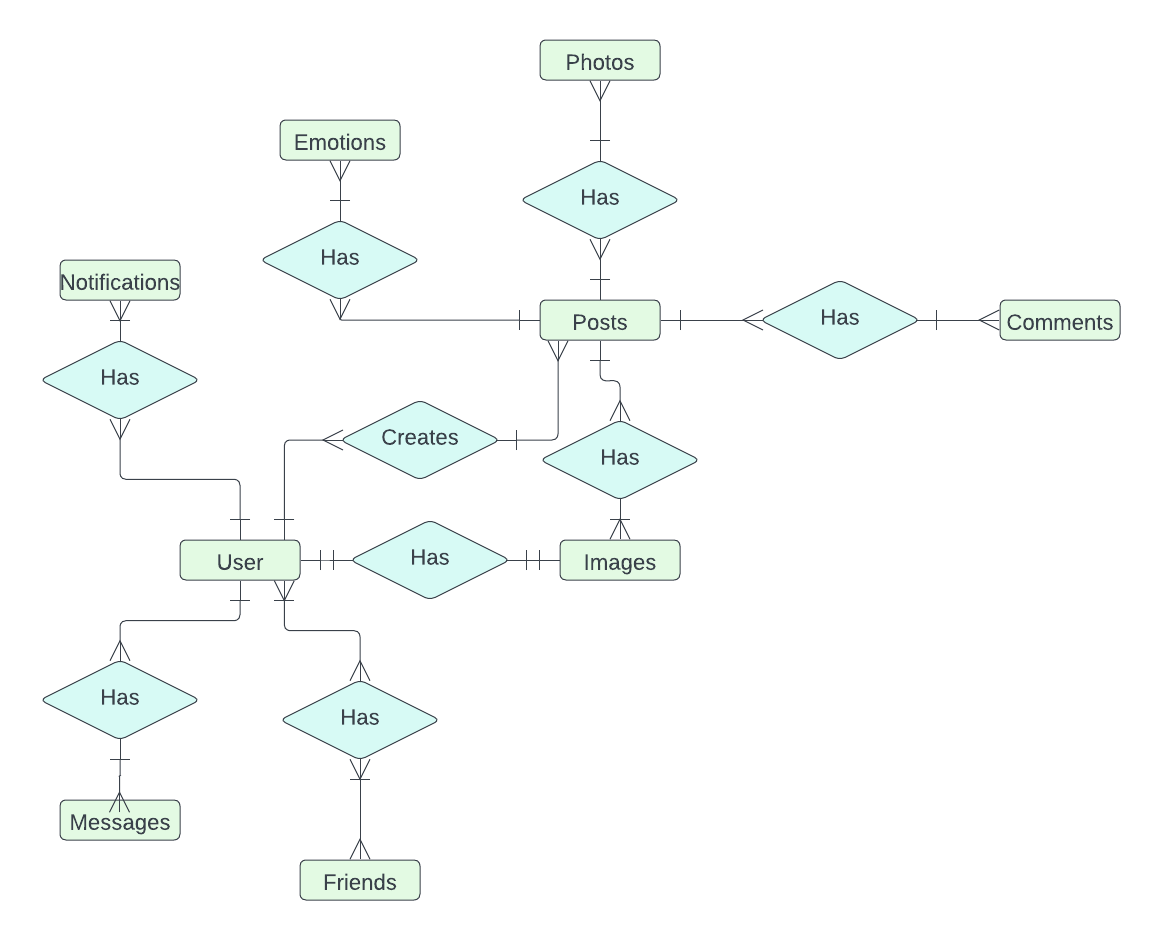 Photos
Emotions
Has
Has
Notifications
Posts
Has
Comments
Has
Creates
Has
User
Has
Images
Has
Has
Messages
Friends